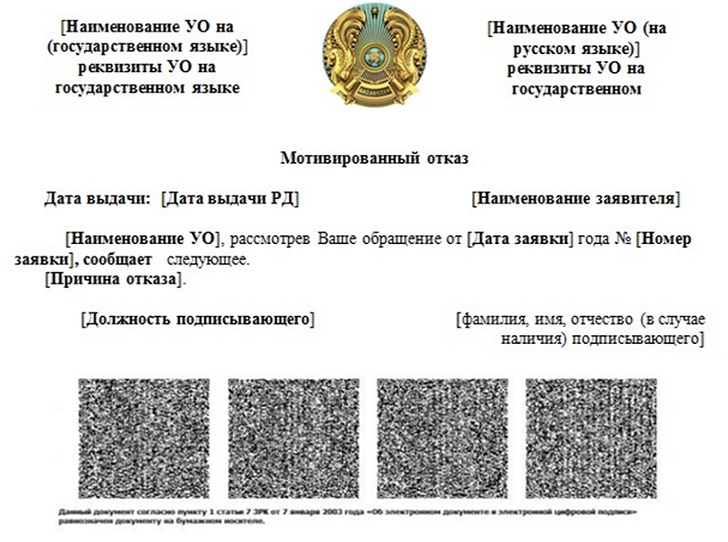 [Наименование УО на
(государственном языке)]
реквизиты УО на
государственном языке
ҚАЗАҚСТАН
[Наименование УО (на
русском языке)]
реквизиты УО на
государственном
Мотивированный отказ
Дата выдачи: [Дата выдачи РД] [Наименование заявителя]
[Наименование УО], рассмотрев Ваше обращение от [Дата заявки] года № [Номер
заявки], сообщает следующее.
[Причина отказа].
[Должность подписывающего]
[фамилия, имя, отчество (в случае
наличия) подписывающего]
Данный документ согласно пункту 1 статьи 7 ЗРК от 7 января 2003 года «Об электронном документе и электронной цифровой подписи»
равнозначен документу на бумажном носителе.